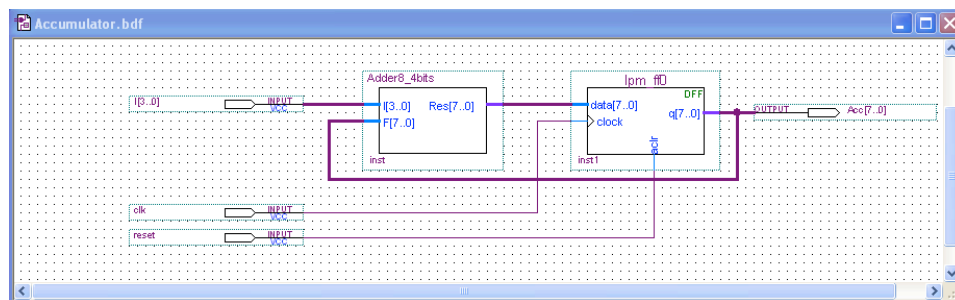 Accumulator.bdf
Adder8_4bits
lpm_ff0
I[3..0] INPUT VCC
I[3..0] Res[7..0]
F[7..0]
inst
DFF
data[7..0] q[7..0]
clock
aclr
inst1
OUTPUT Acc[7..0]
clk INPUT VCC
reset INPUT VCC